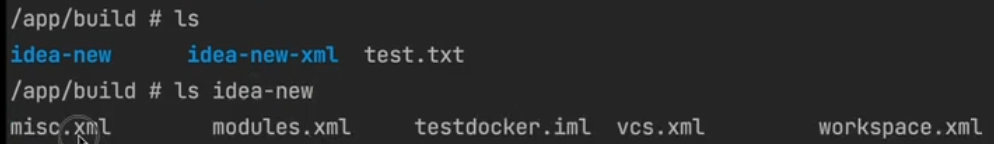 /app/build # ls
idea-new idea-new-xml test.txt
/app/build # ls idea-new
misc.xml modules.xml testdocker.iml vcs.xml workspace.xml